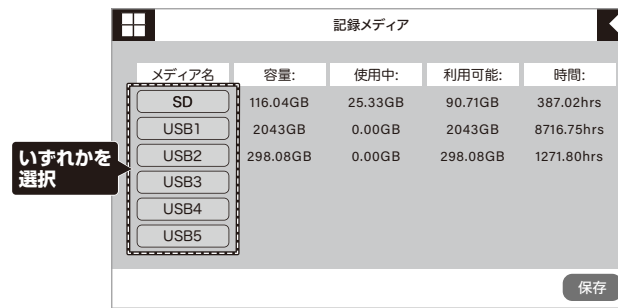 記録メディア
メディア名 容量: 使用中: 利用可能: 時間:
SD 116.04GB 25.33GB 90.71GB 387.02hrs
USB1 2043GB 0.00GB 2043GB 8716.75hrs
USB2 298.08GB 0.00GB 298.08GB 1271.80hrs
USB3
USB4
USB5
いずれかを
選択
保存